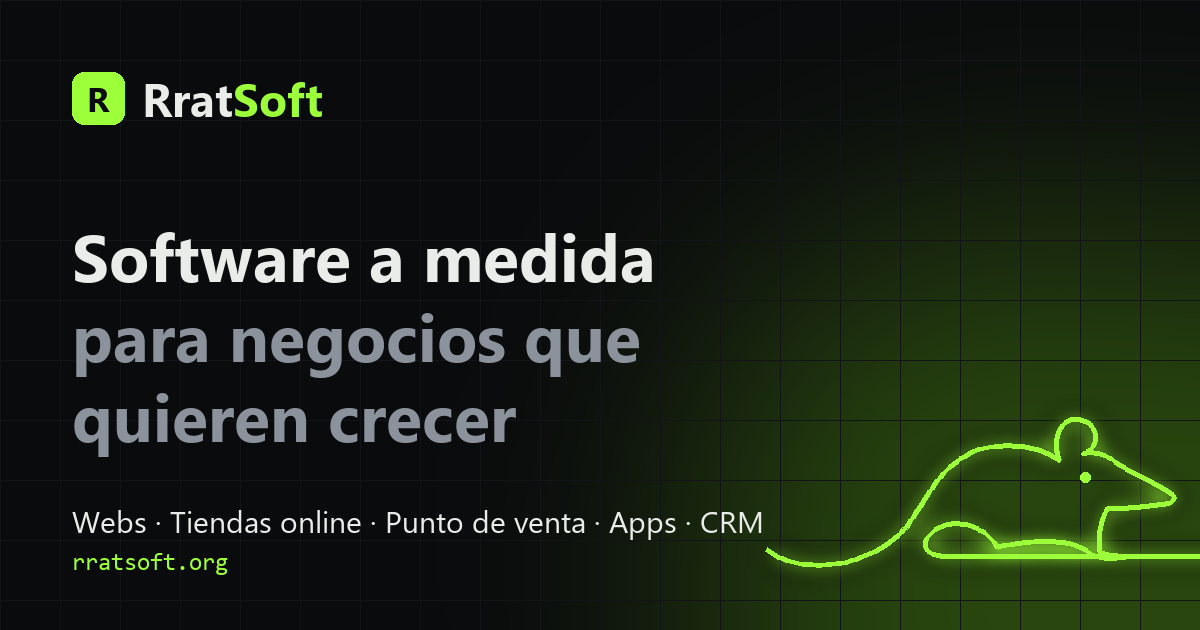 R RratSoft
Software a medida
para negocios que
quieren crecer
Webs · Tiendas online · Punto de venta · Apps · CRM
rratsoft.org